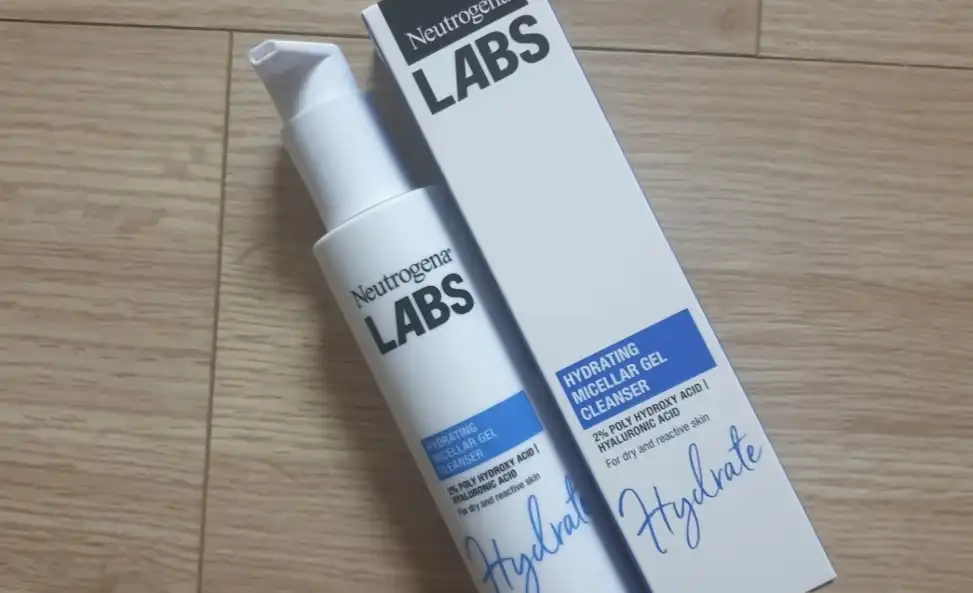 Neutrogena®
LABS
HYDRATING
MICELLAR GEL
CLEANSER
2% POLY HYDROXY ACID |
HYALURONIC ACID
For dry and reactive skin
Hydrate
Neutrogena
LABS
HYDRATING
MICELLAR GEL
CLEANSER
2% POLY HYDROXY ACID |
HYALURONIC ACID
For dry and reactive skin
Hydrate